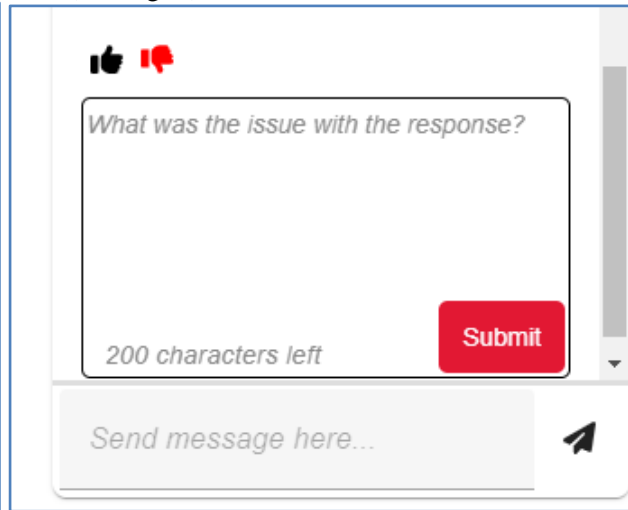 What was the issue with the response?
200 characters left
Submit
Send message here...